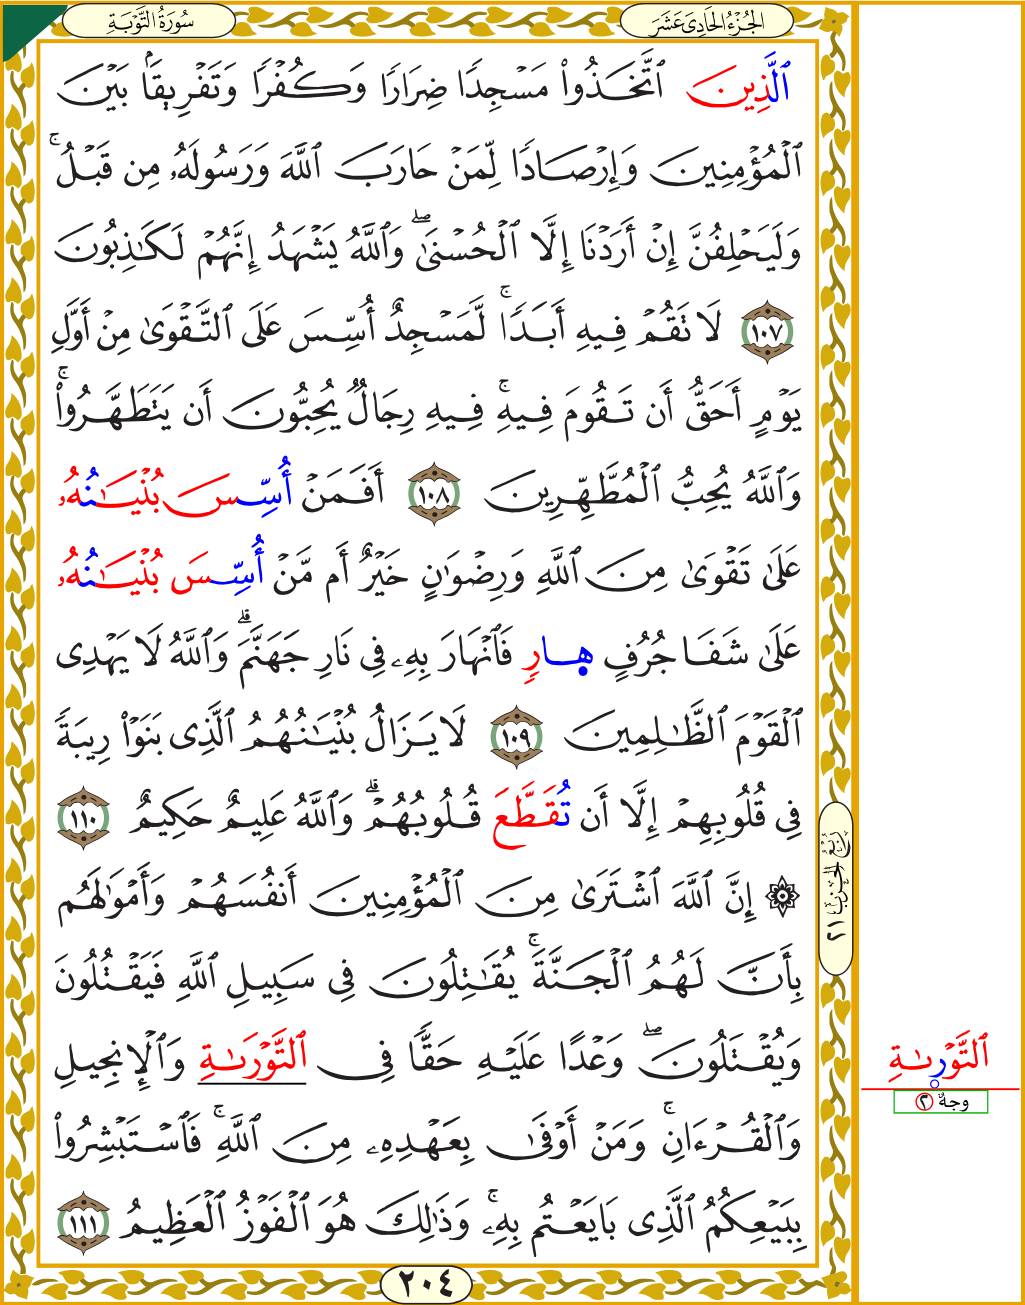 سُورَةُ التَّوْبَةِ
الجُزْءُ الحَادِي عَشَرَ
الَّذِينَ ٱتَّخَذُوا۟ مَسْجِدًا ضِرَارًا وَكُفْرًا وَتَفْرِيقًۢا بَيْنَ
ٱلْمُؤْمِنِينَ وَإِرْصَادًا لِّمَنْ حَارَبَ ٱللَّهَ وَرَسُولَهُۥ مِن قَبْلُ ۚ
وَلَيَحْلِفُنَّ إِنْ أَرَدْنَا إِلَّا ٱلْحُسْنَىٰ ۖ وَٱللَّهُ يَشْهَدُ إِنَّهُمْ لَكَـٰذِبُونَ
١٠٧ لَا تَقُمْ فِيهِ أَبَدًا ۚ لَّمَسْجِدٌ أُسِّسَ عَلَى ٱلتَّقْوَىٰ مِنْ أَوَّلِ
يَوْمٍ أَحَقُّ أَن تَقُومَ فِيهِ ۚ فِيهِ رِجَالٌ يُحِبُّونَ أَن يَتَطَهَّرُوا۟ ۚ
وَٱللَّهُ يُحِبُّ ٱلْمُطَّهِّرِينَ ١٠٨ أَفَمَنْ أُسِّسَ بُنْيَـٰنُهُۥ
عَلَىٰ تَقْوَىٰ مِنَ ٱللَّهِ وَرِضْوَٰنٍ خَيْرٌ أَم مَّنْ أُسِّسَ بُنْيَـٰنُهُۥ
عَلَىٰ شَفَا جُرُفٍ هَارِ فَٱنْهَارَ بِهِۦ فِى نَارِ جَهَنَّمَ ۗ وَٱللَّهُ لَا يَهْدِى
ٱلْقَوْمَ ٱلظَّـٰلِمِينَ ١٠٩ لَا يَزَالُ بُنْيَـٰنُهُمُ ٱلَّذِى بَنَوْا۟ رِيبَةً
فِى قُلُوبِهِمْ إِلَّا أَن تُقَطَّعَ قُلُوبُهُمْ ۗ وَٱللَّهُ عَلِيمٌ حَكِيمٌ ١١٠
۞ إِنَّ ٱللَّهَ ٱشْتَرَىٰ مِنَ ٱلْمُؤْمِنِينَ أَنفُسَهُمْ وَأَمْوَٰلَهُم
بِأَنَّ لَهُمُ ٱلْجَنَّةَ ۚ يُقَـٰتِلُونَ فِى سَبِيلِ ٱللَّهِ فَيَقْتُلُونَ
وَيُقْتَلُونَ ۖ وَعْدًا عَلَيْهِ حَقًّا فِى ٱلتَّوْرَىٰةِ وَٱلْإِنجِيلِ
وَٱلْقُرْءَانِ ۚ وَمَنْ أَوْفَىٰ بِعَهْدِهِۦ مِنَ ٱللَّهِ ۚ فَٱسْتَبْشِرُوا۟
بِبَيْعِكُمُ ٱلَّذِى بَايَعْتُم بِهِۦ ۚ وَذَٰلِكَ هُوَ ٱلْفَوْزُ ٱلْعَظِيمُ ١١١
٢٠٤
رُبْعُ الحِزْبِ ٢١
ٱلتَّوْرَىٰةِ
وجهٌ ٢